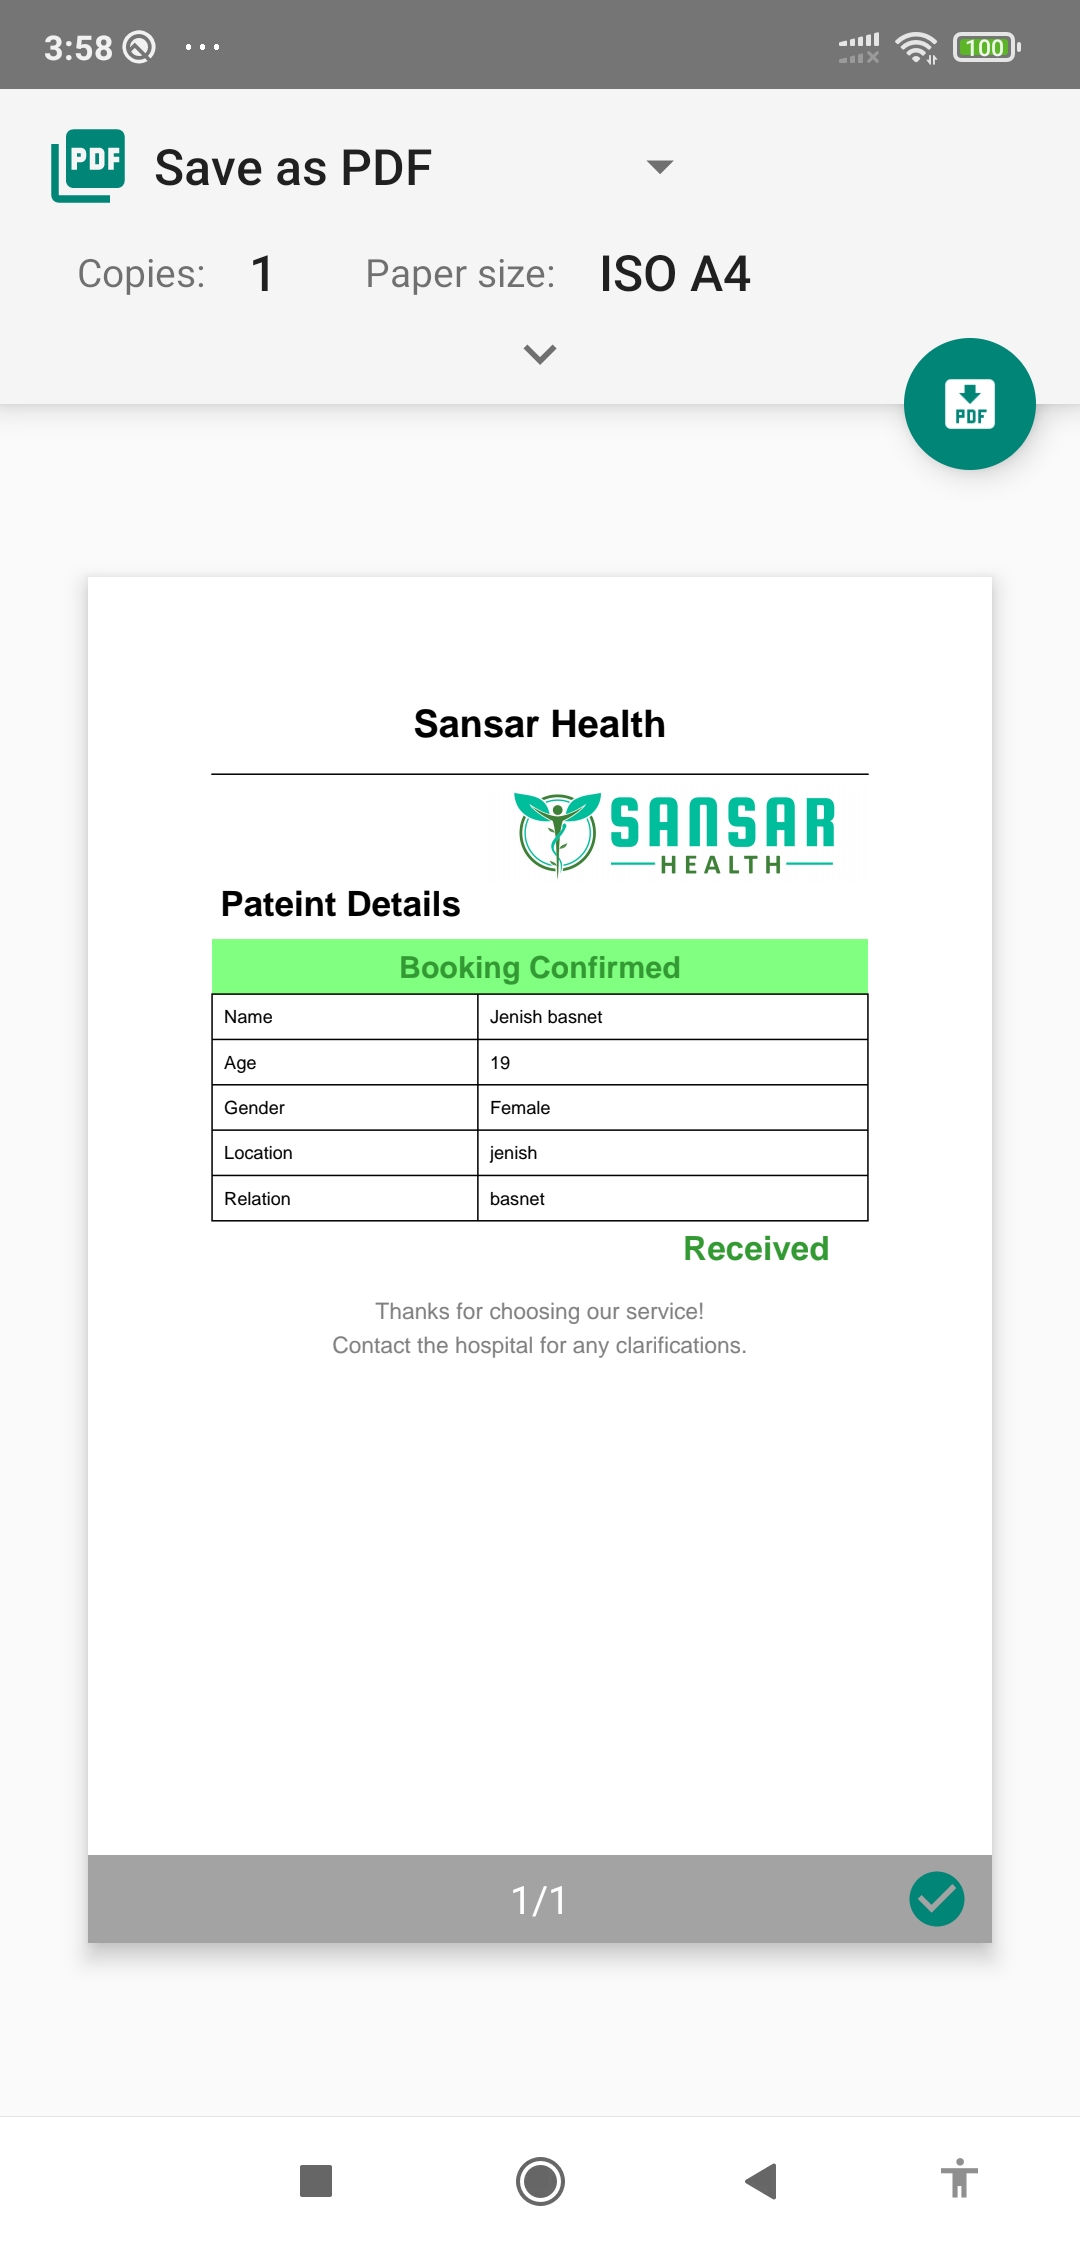 3:58
100
PDF Save as PDF
Copies: 1 Paper size: ISO A4
PDF
Sansar Health
SANSAR
HEALTH
Pateint Details
Booking Confirmed
Name Jenish basnet
Age 19
Gender Female
Location jenish
Relation basnet
Received
Thanks for choosing our service!
Contact the hospital for any clarifications.
1/1